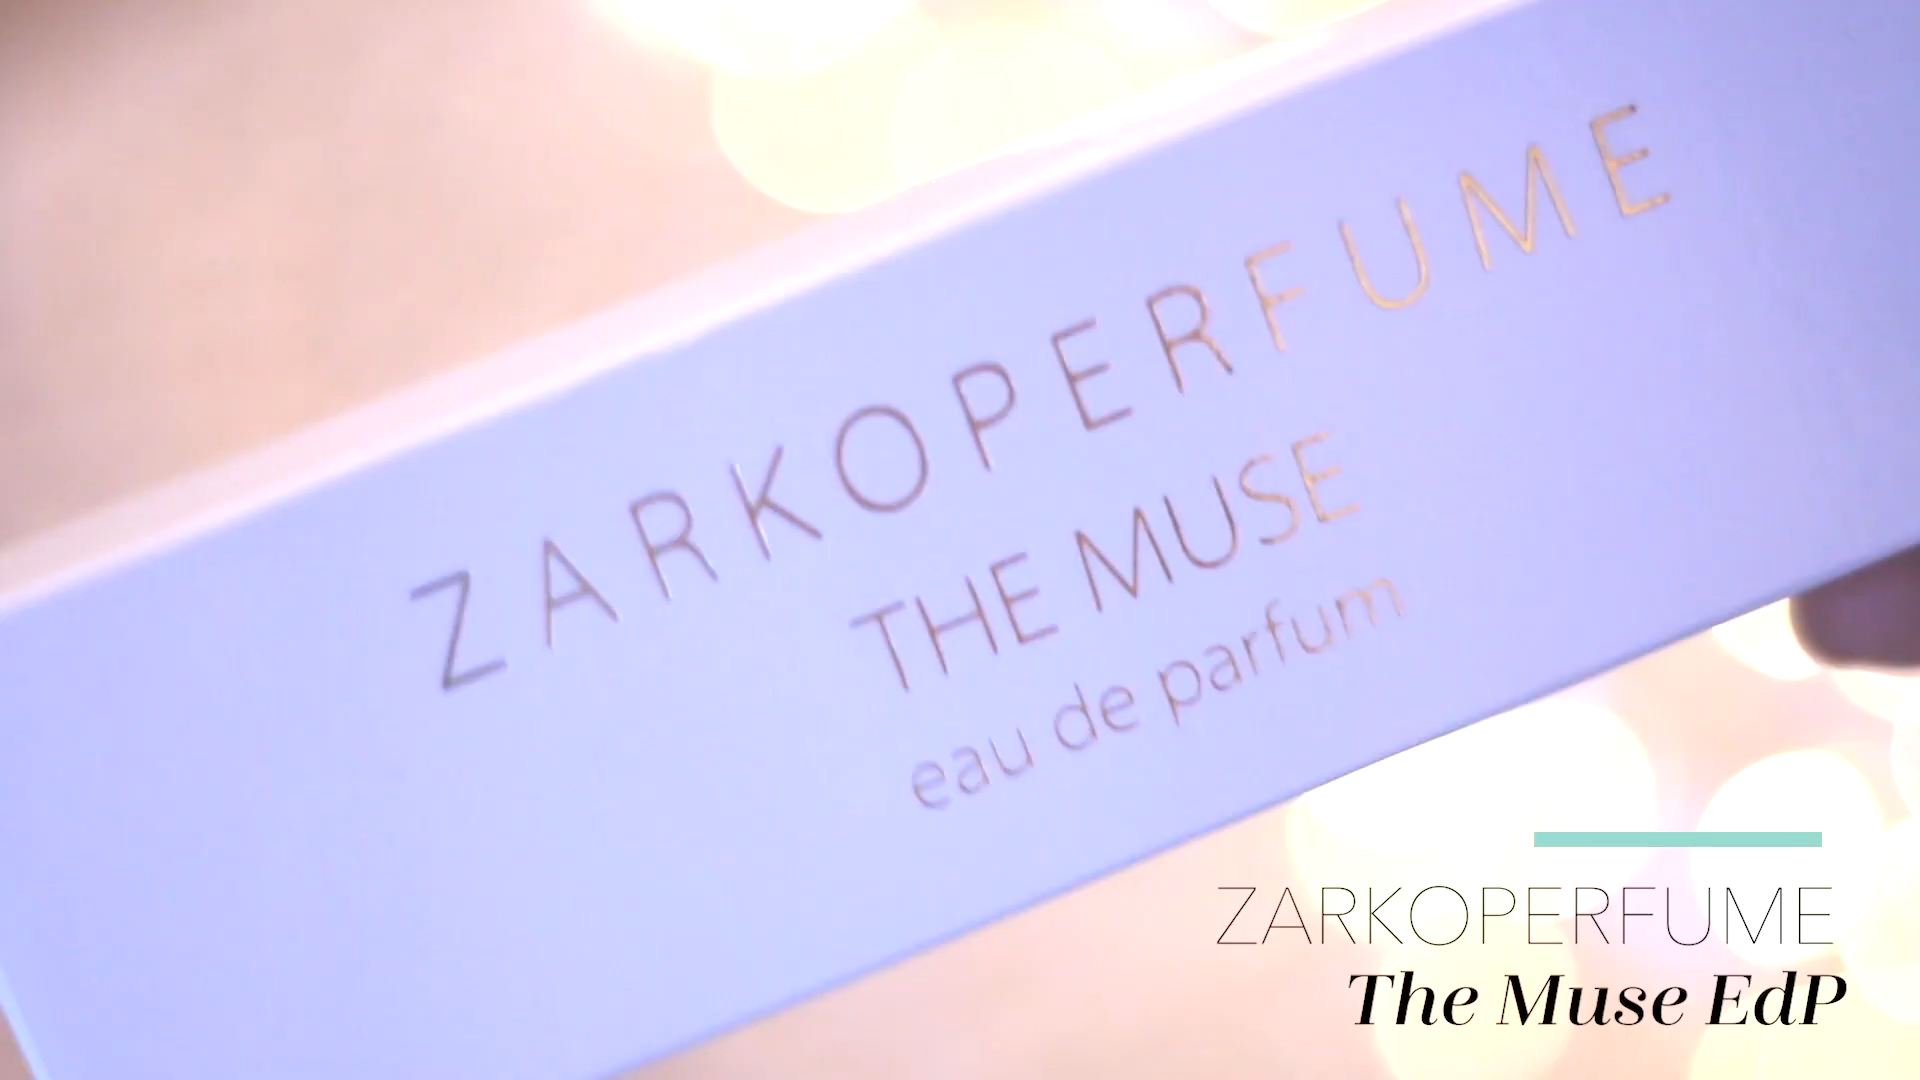 ZARKOPERFUME
THE MUSE
eau de parfum
ZARKOPERFUME
The Muse EdP